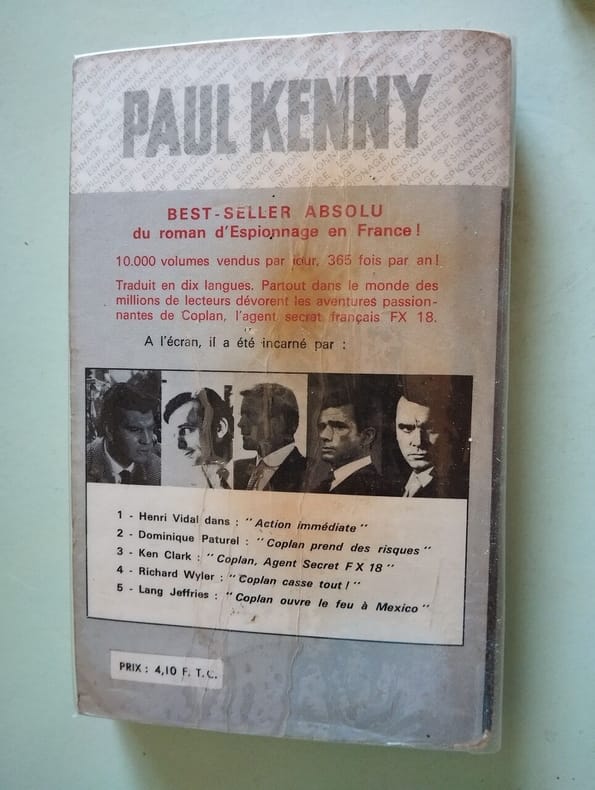 PAUL KENNY
BEST-SELLER ABSOLU
du roman d'Espionnage en France !
10.000 volumes vendus par jour, 365 fois par an !
Traduit en dix langues. Partout dans le monde des
millions de lecteurs dévorent les aventures passion-
nantes de Coplan, l'agent secret français FX 18.
A l'écran, il a été incarné par :
1 - Henri Vidal dans : "Action immédiate"
2 - Dominique Paturel : "Coplan prend des risques"
3 - Ken Clark : "Coplan, Agent Secret FX 18"
4 - Richard Wyler : "Coplan casse tout !"
5 - Lang Jeffries : "Coplan ouvre le feu à Mexico"
PRIX : 4,10 F. T.C.